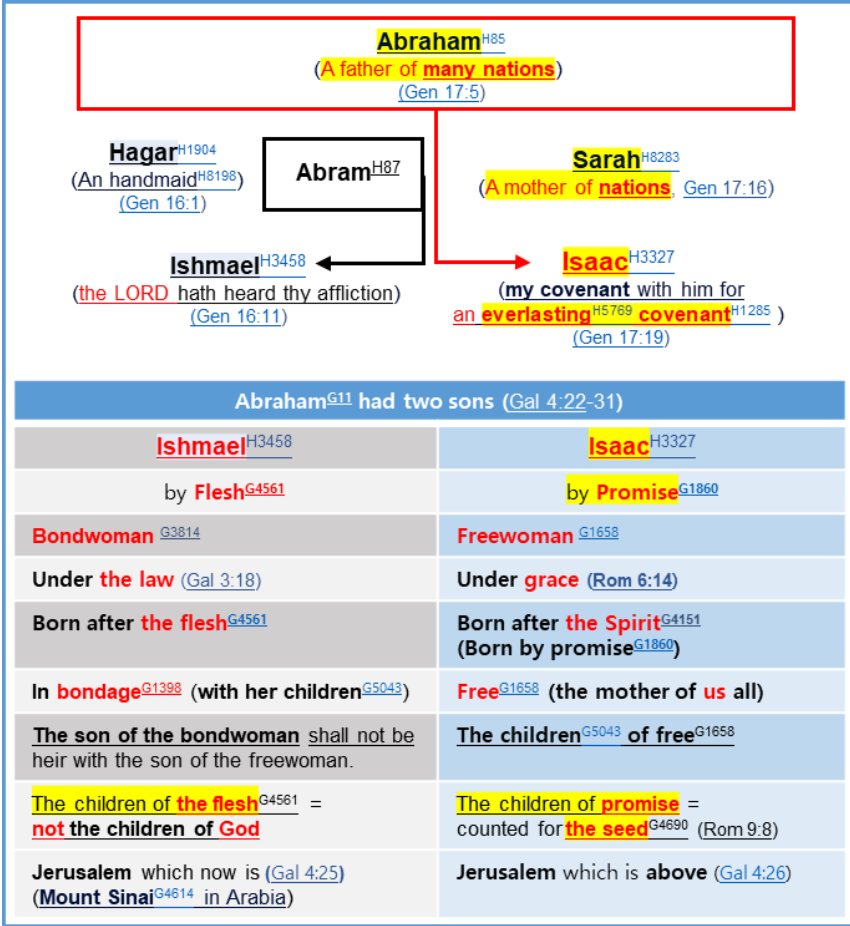 AbrahamH85
(A father of many nations)
(Gen 17:5)
HagarH1904
(An handmaidH8198)
(Gen 16:1)
AbramH87
SarahH8283
(A mother of nations, Gen 17:16)
IshmaelH3458
(the LORD hath heard thy affliction)
(Gen 16:11)
IsaacH3327
(my covenant with him for
an everlastingH5769 covenantH1285 )
(Gen 17:19)
AbrahamG11 had two sons (Gal 4:22-31)
IshmaelH3458
IsaacH3327
by FleshG4561
by PromiseG1860
Bondwoman G3814
Freewoman G1658
Under the law (Gal 3:18)
Under grace (Rom 6:14)
Born after the fleshG4561
Born after the SpiritG4151
(Born by promiseG1860)
In bondageG1398 (with her childrenG5043)
FreeG1658 (the mother of us all)
The son of the bondwoman shall not be
heir with the son of the freewoman.
The childrenG5043 of freeG1658
The children of the fleshG4561 =
not the children of God
The children of promise =
counted for the seedG4690 (Rom 9:8)
Jerusalem which now is (Gal 4:25)
(Mount SinaiG4614 in Arabia)
Jerusalem which is above (Gal 4:26)